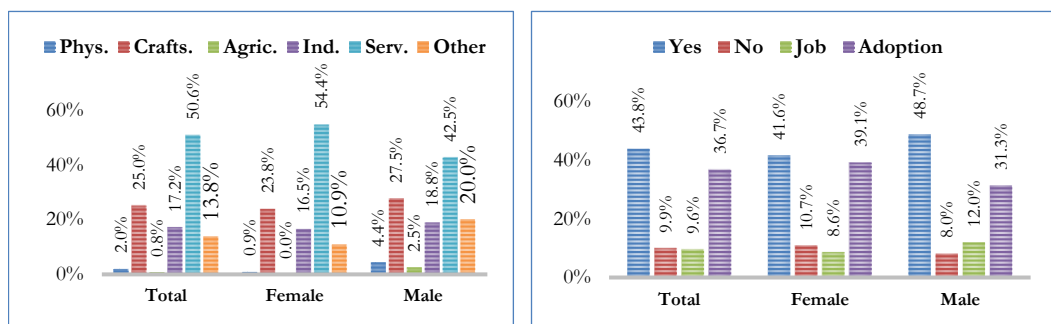 Phys. Crafts. Agric. Ind. Serv. Other
60%
40%
20%
0%
2.0% 25.0% 0.8% 17.2% 50.6% 13.8%
0.9% 23.8% 0.0% 16.5% 54.4% 10.9%
4.4% 27.5% 2.5% 18.8% 42.5% 20.0%
Total Female Male
Yes No Job Adoption
60%
40%
20%
0%
43.8% 9.9% 9.6% 36.7%
41.6% 10.7% 8.6% 39.1%
48.7% 8.0% 12.0% 31.3%
Total Female Male